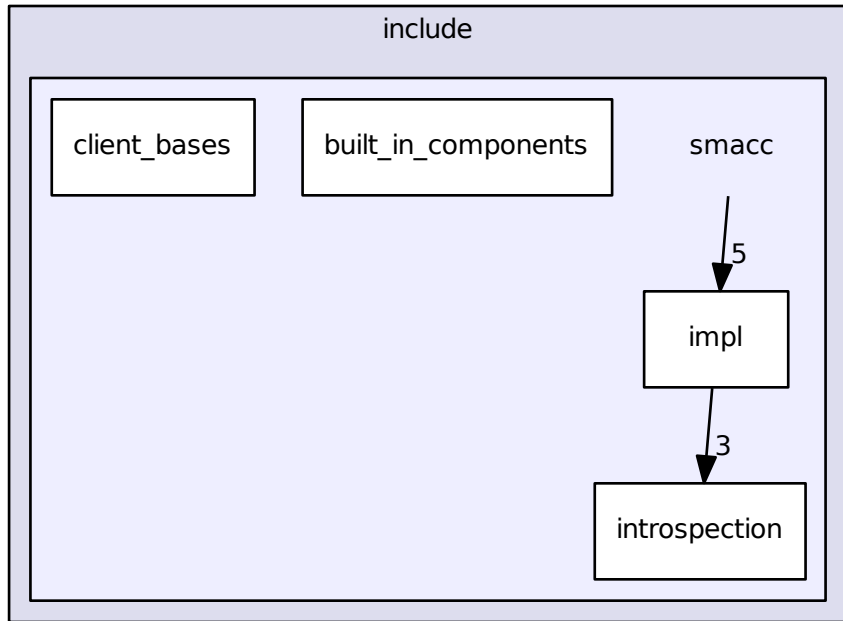 include
client_bases
built_in_components
smacc
5
impl
3
introspection